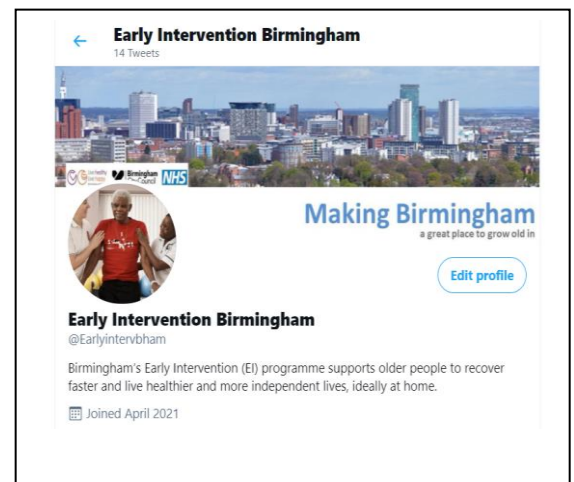 Early Intervention Birmingham
14 Tweets
Birmingham
City Council
NHS
Making Birmingham
a great place to grow old in
Edit profile
Early Intervention Birmingham
@Earlyintervbham
Birmingham's Early Intervention (EI) programme supports older people to recover
faster and live healthier and more independent lives, ideally at home.
Joined April 2021